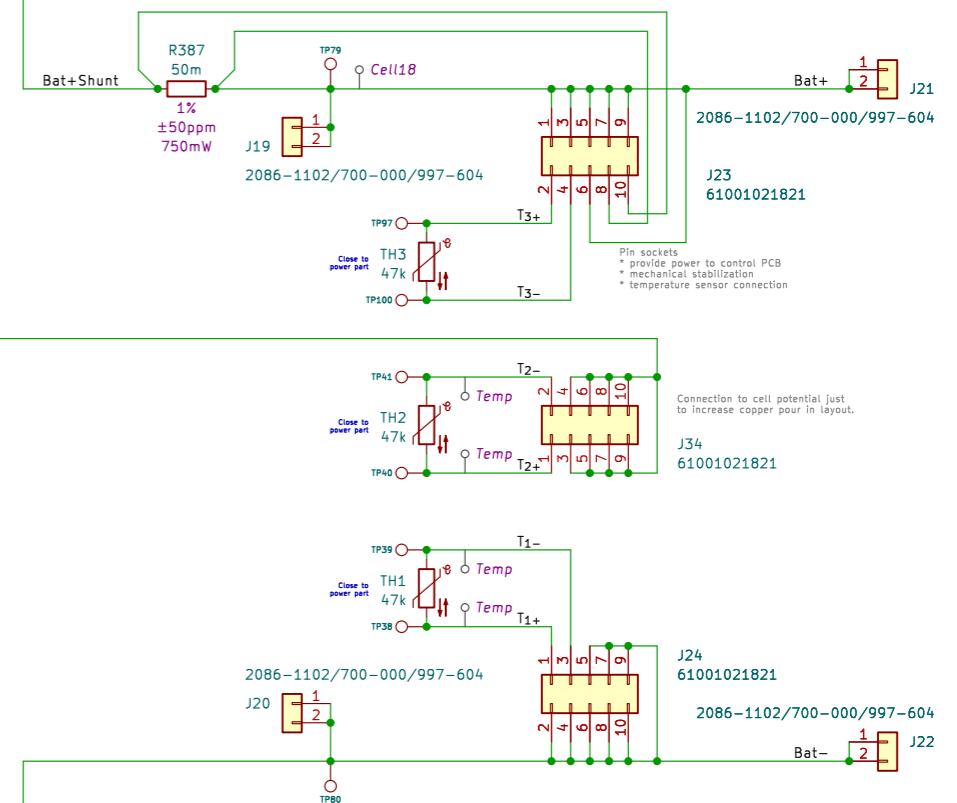 R387
50m
Bat+Shunt
1%
±50ppm
750mW
TP79
Cell18
Bat+
1
2
J21
2086-1102/700-000/997-604
J19
1
2
2086-1102/700-000/997-604
1
3
5
7
9
2
4
6
8
10
J23
61001021821
TP97
T3+
Close to
power part
TH3
47k
θ
TP100
T3-
Pin sockets
* provide power to control PCB
* mechanical stabilization
* temperature sensor connection
TP41
T2-
Temp
Close to
power part
TH2
47k
θ
Temp
TP40
T2+
2
4
6
8
10
1
3
5
7
9
Connection to cell potential just
to increase copper pour in layout.
J34
61001021821
TP39
T1-
Temp
Close to
power part
TH1
47k
θ
Temp
TP38
T1+
1
3
5
7
9
2
4
6
8
10
J24
61001021821
2086-1102/700-000/997-604
J20
1
2
2086-1102/700-000/997-604
Bat-
1
2
J22
TP80